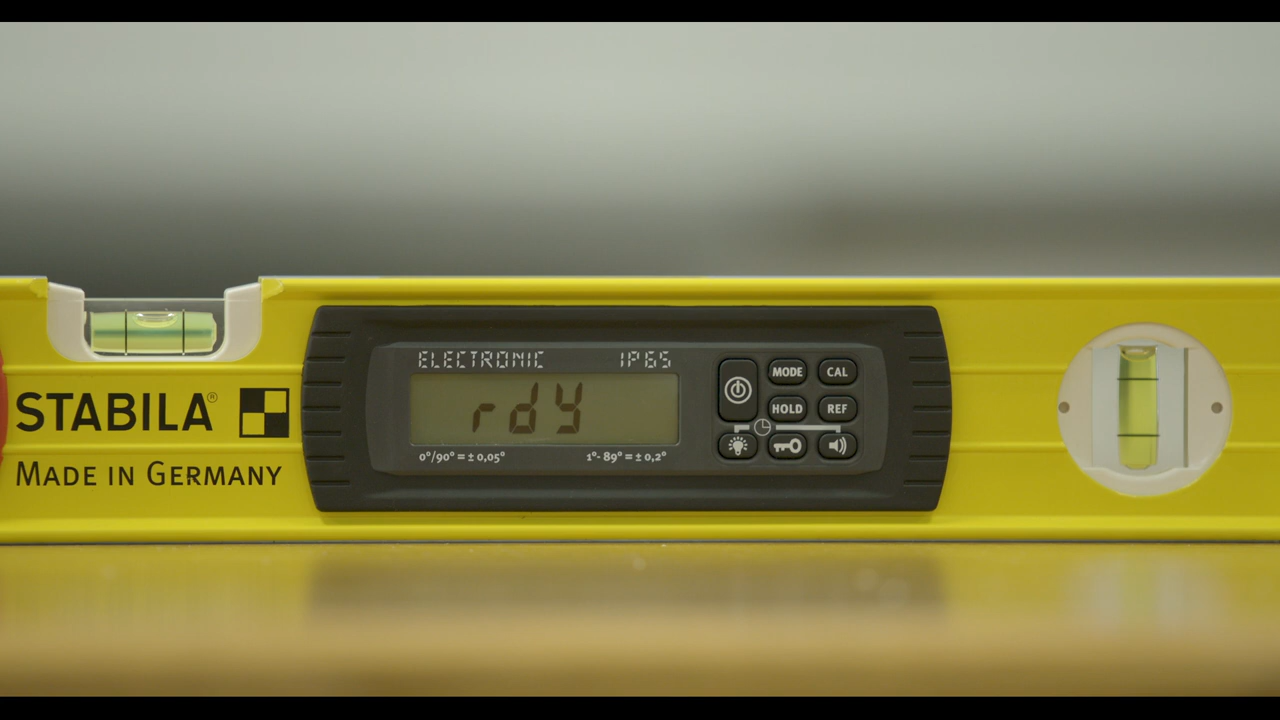 ELECTRONIC IP65
rdy
0°/90° = ± 0,05° 1°- 89° = ± 0,2°
MODE CAL
HOLD REF
STABILA®
MADE IN GERMANY